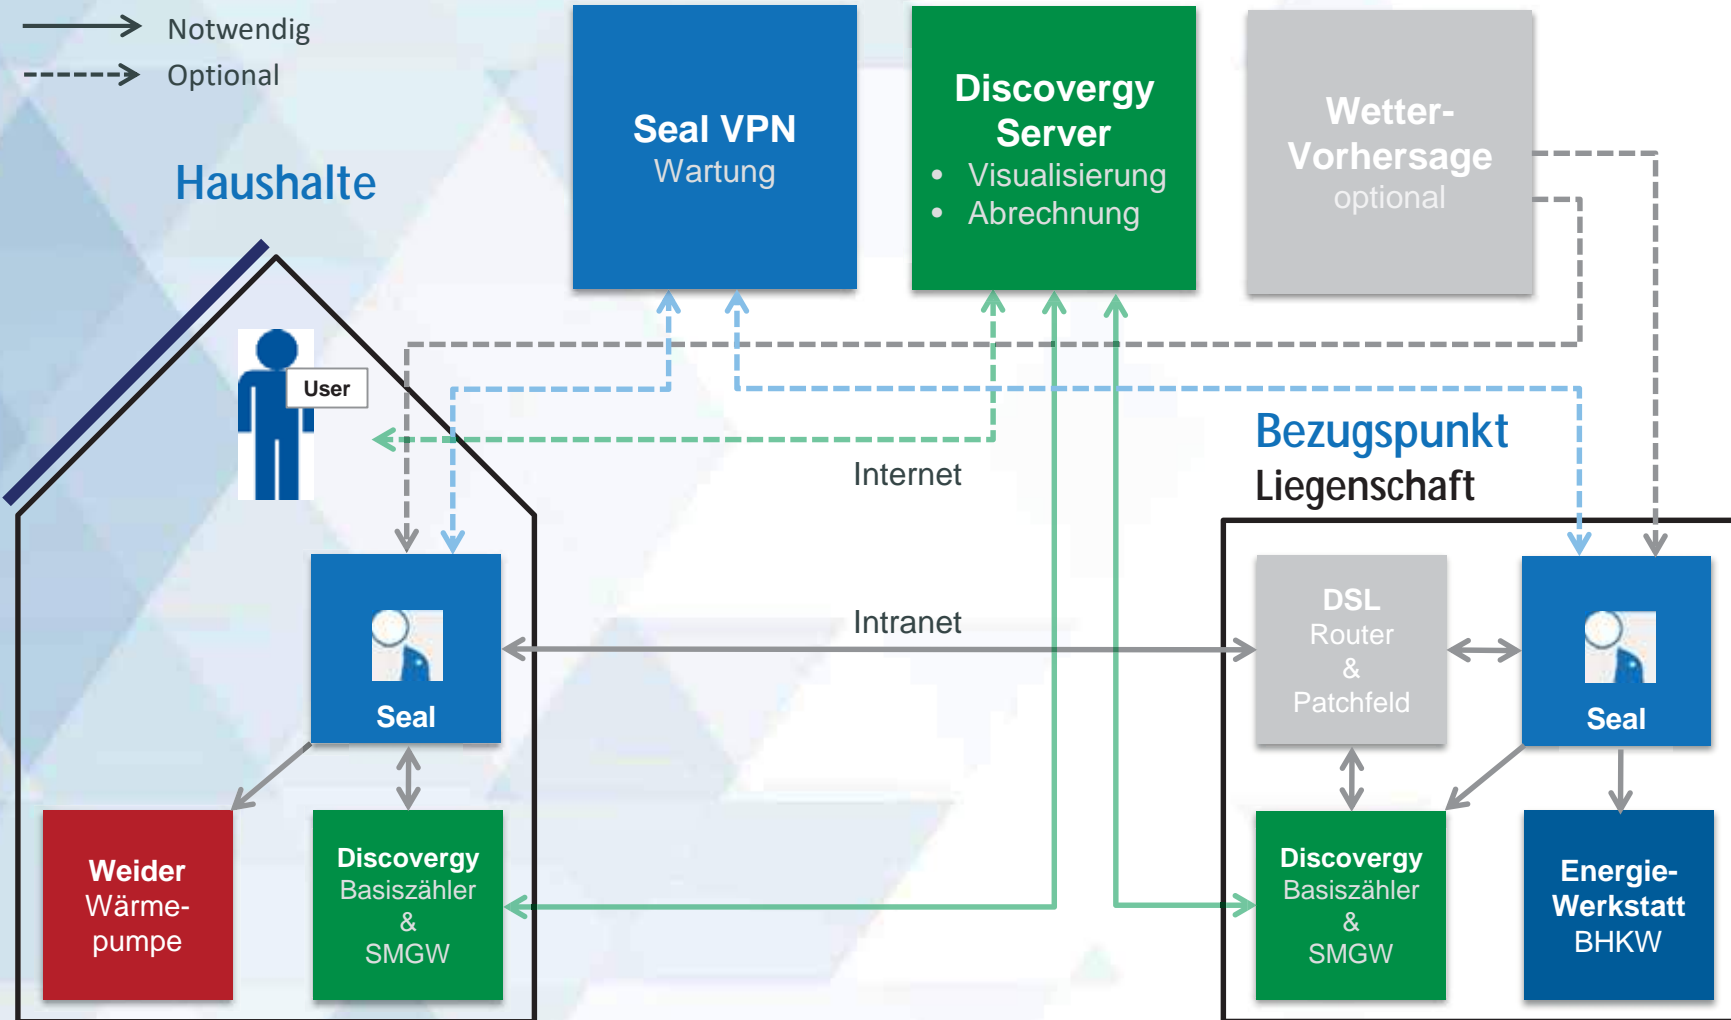 Notwendig
Optional
Haushalte
Seal VPN
Wartung
Discovergy
Server
• Visualisierung
• Abrechnung
Wetter-
Vorhersage
optional
User
Internet
Bezugspunkt
Liegenschaft
Intranet
Seal
DSL
Router
&
Patchfeld
Seal
Weider
Wärme-
pumpe
Discovergy
Basiszähler
&
SMGW
Discovergy
Basiszähler
&
SMGW
Energie-
Werkstatt
BHKW